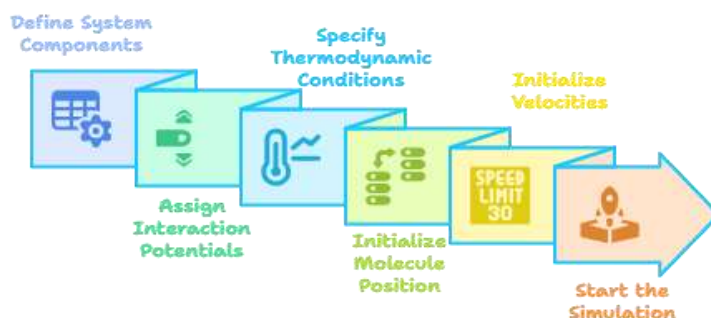 Define System
Components
Assign
Interaction
Potentials
Specify
Thermodynamic
Conditions
Initialize
Molecule
Position
Initialize
Velocities
SPEED
LIMIT
30
Start the
Simulation